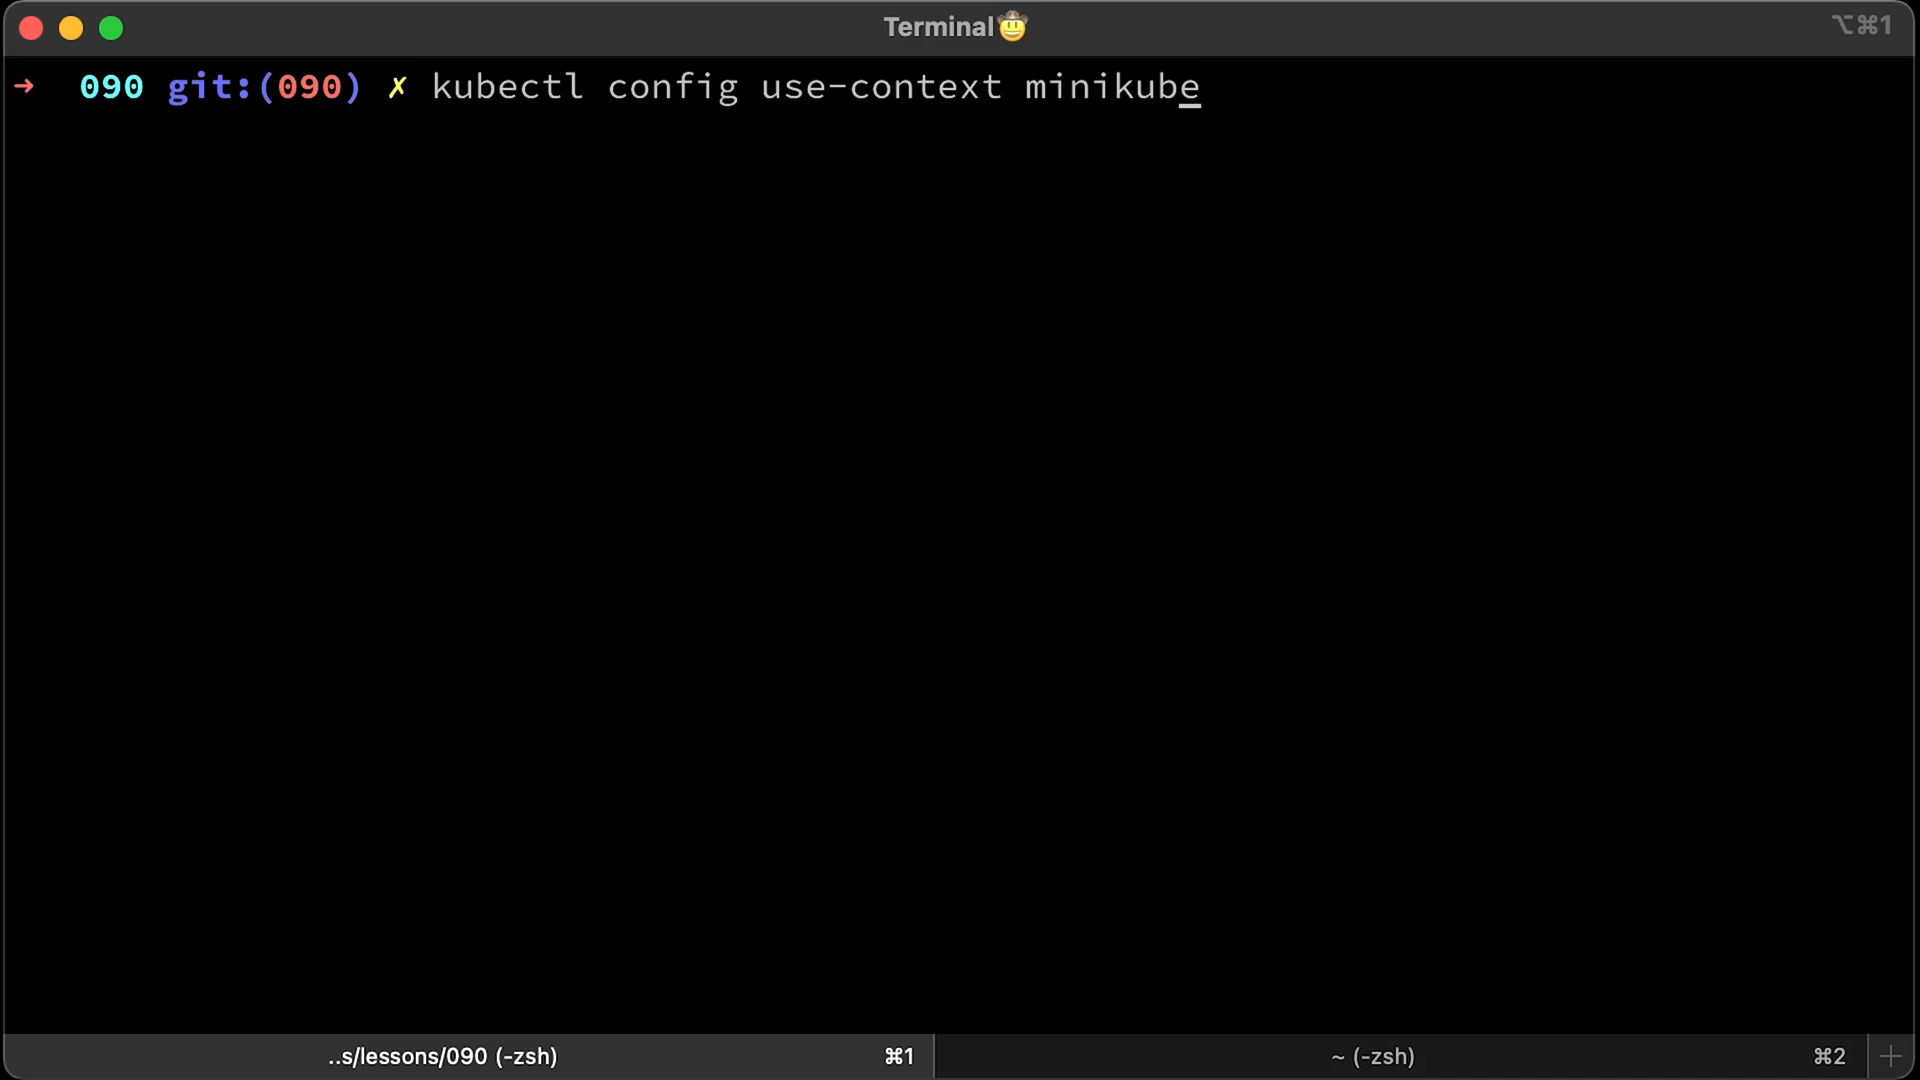 Terminal🤠
⌥⌘1
→ 090 git:(090) ✗ kubectl config use-context minikube
..s/lessons/090 (-zsh) ⌘1
~ (-zsh) ⌘2 +